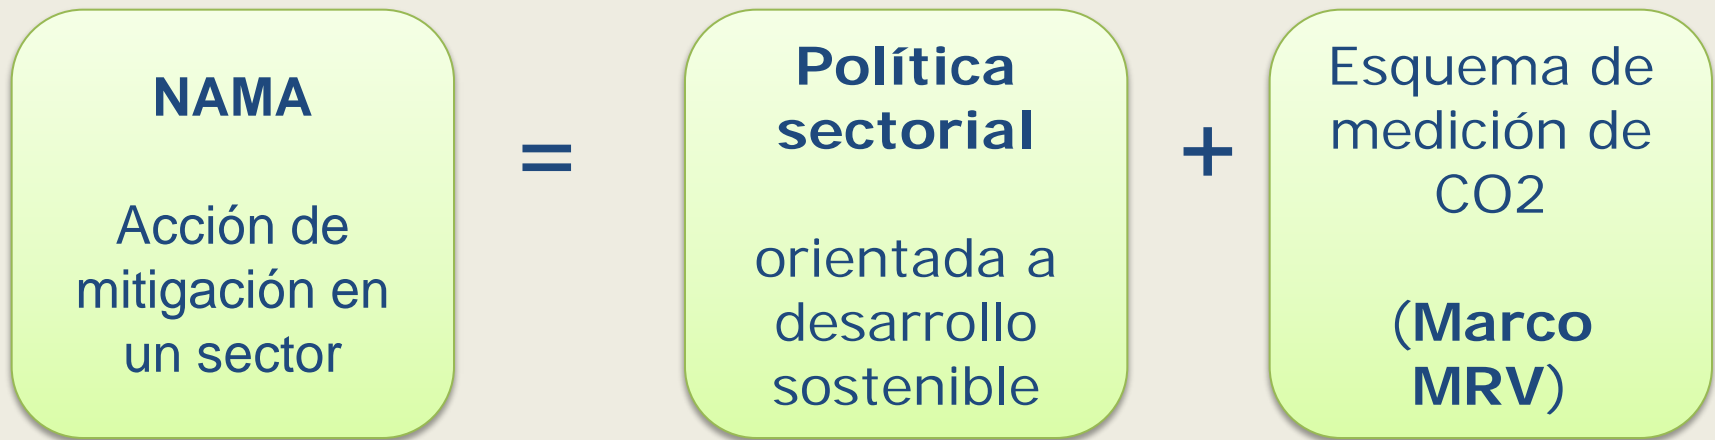 NAMA
Acción de
mitigación en
un sector
=
Política
sectorial
orientada a
desarrollo
sostenible
+
Esquema de
medición de
CO2
(Marco
MRV)